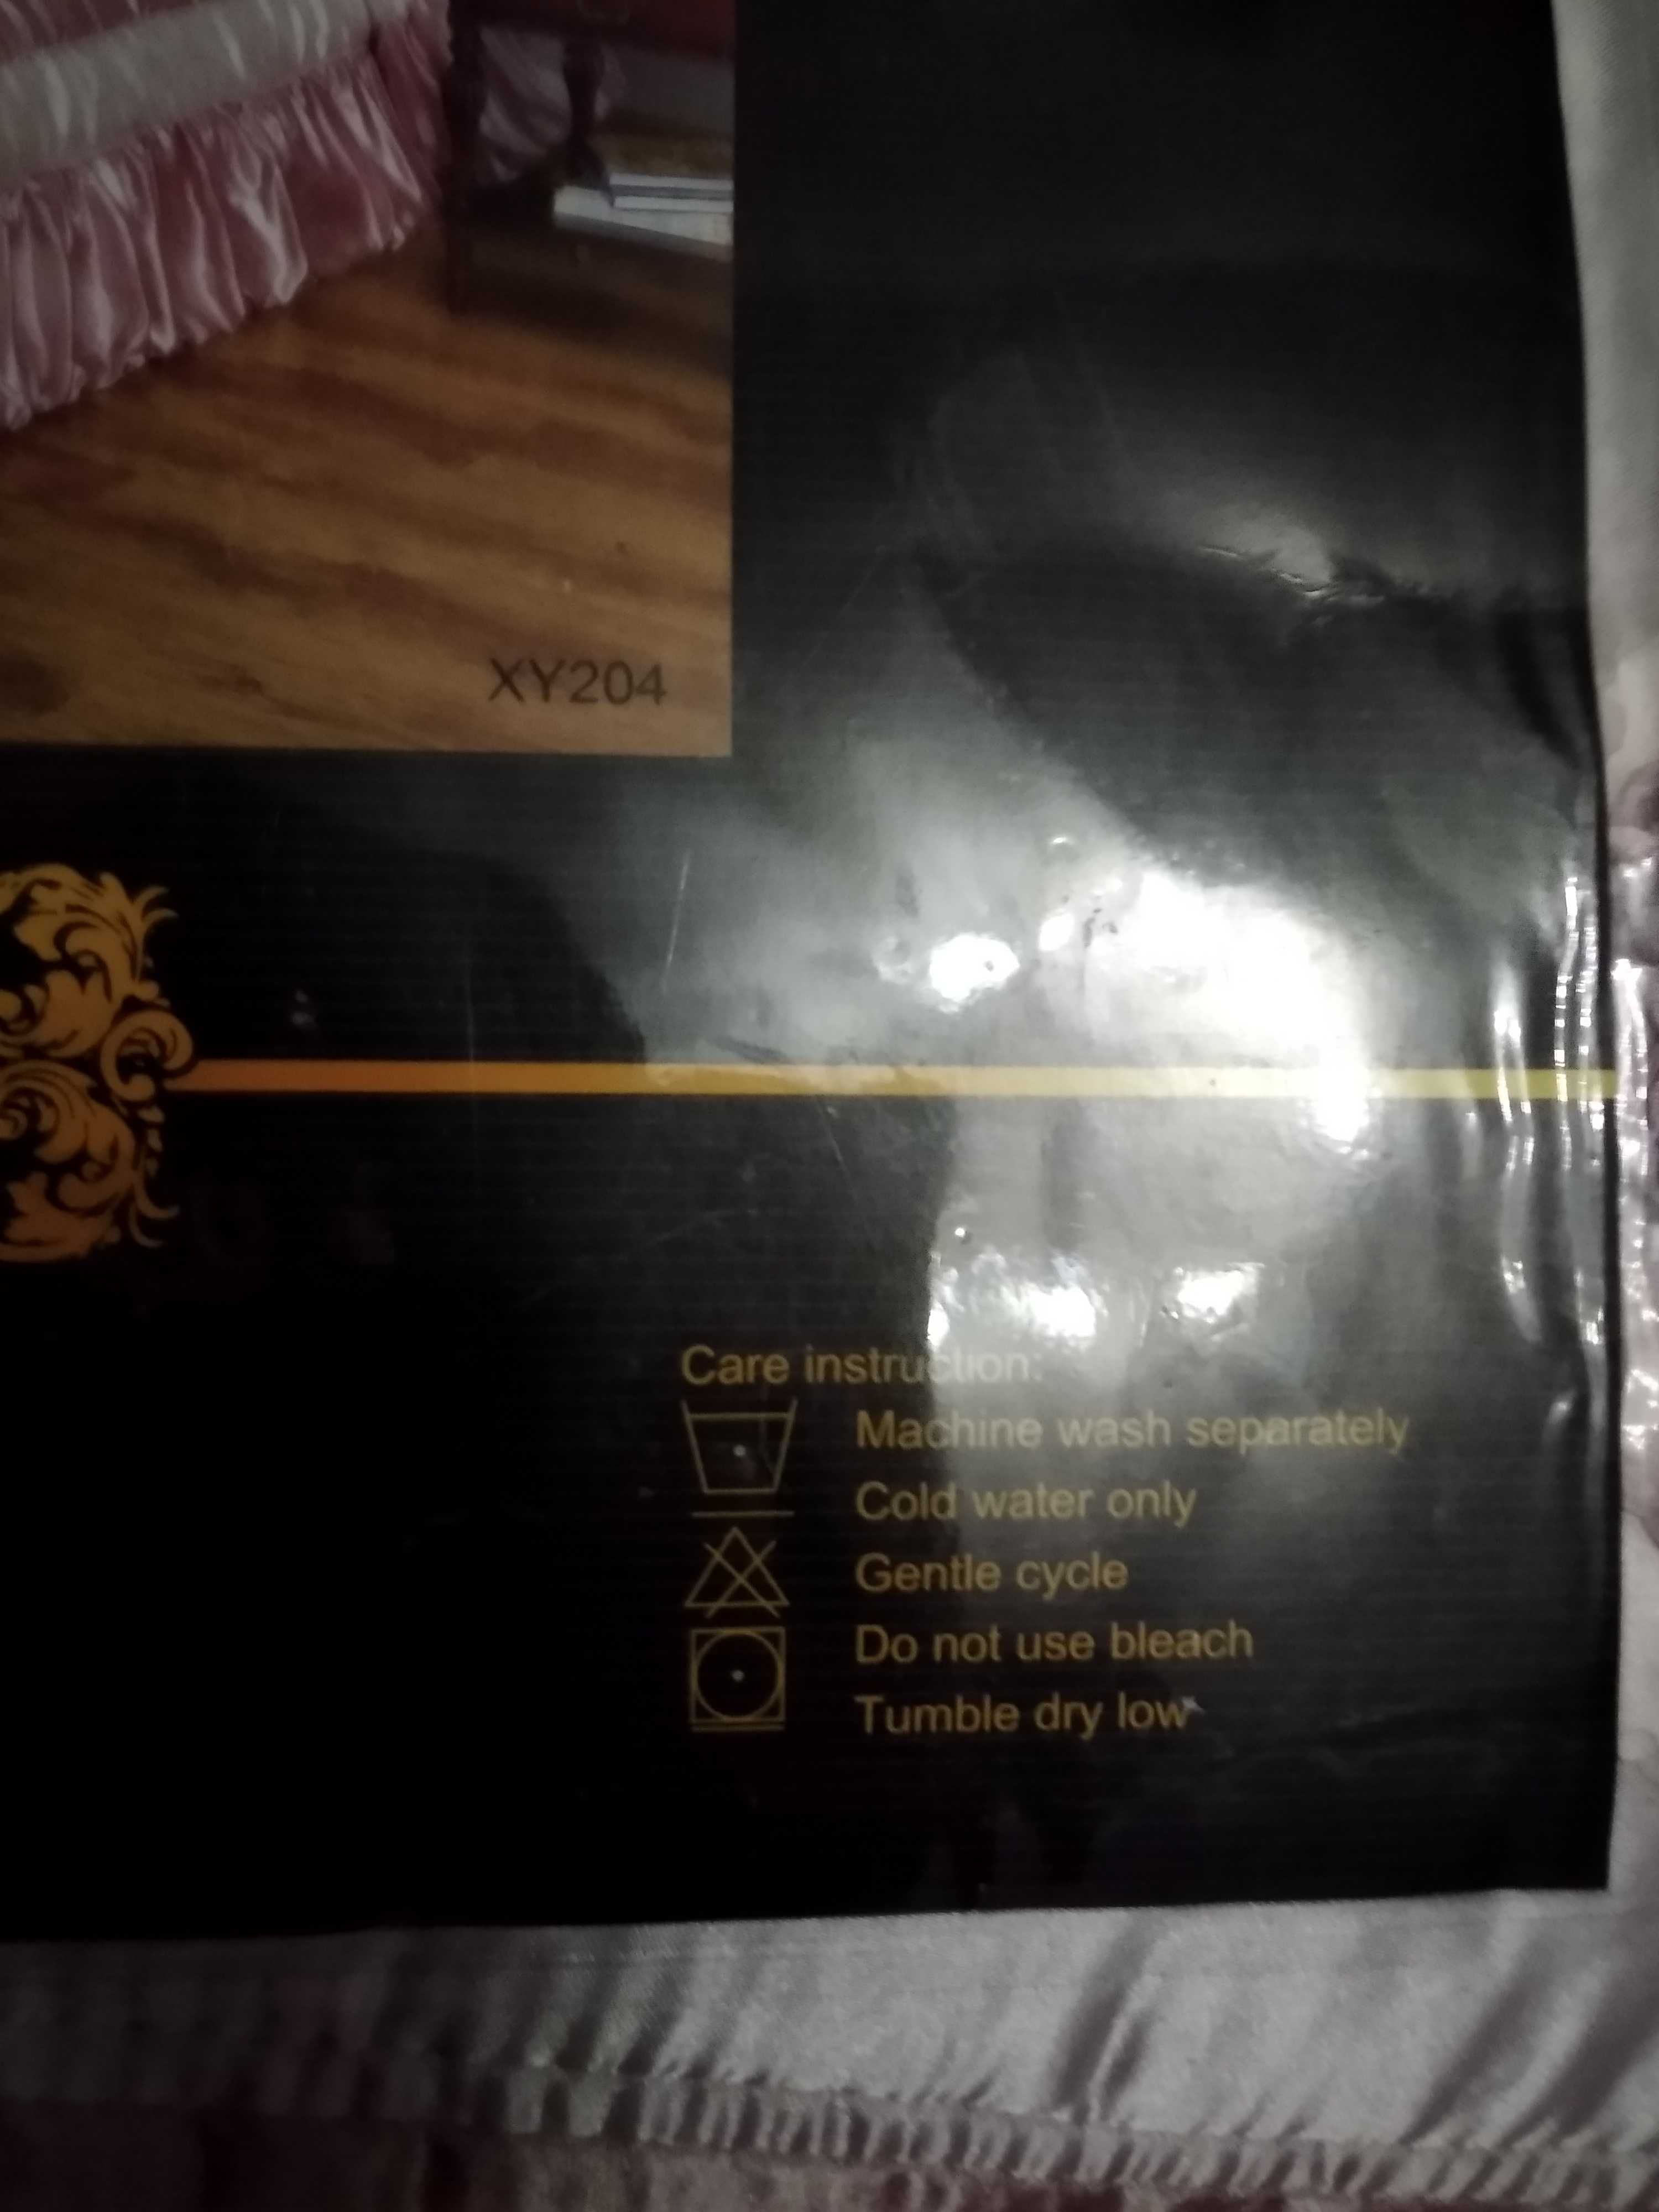 XY204
Care instruction:
Machine wash separately
Cold water only
Gentle cycle
Do not use bleach
Tumble dry low